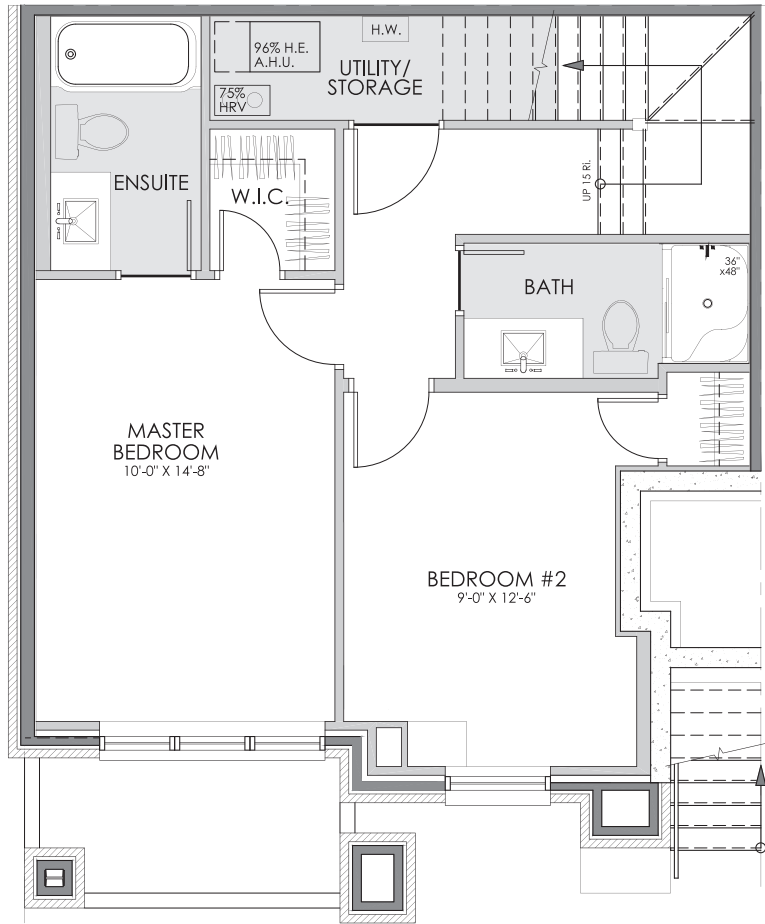 H.W.
96% H.E.
A.H.U.
UTILITY/
STORAGE
75%
HRV
ENSUITE
W.I.C.
UP 15 Ri.
36"
x48"
BATH
MASTER
BEDROOM
10'-0" X 14'-8"
BEDROOM #2
9'-0" X 12'-6"